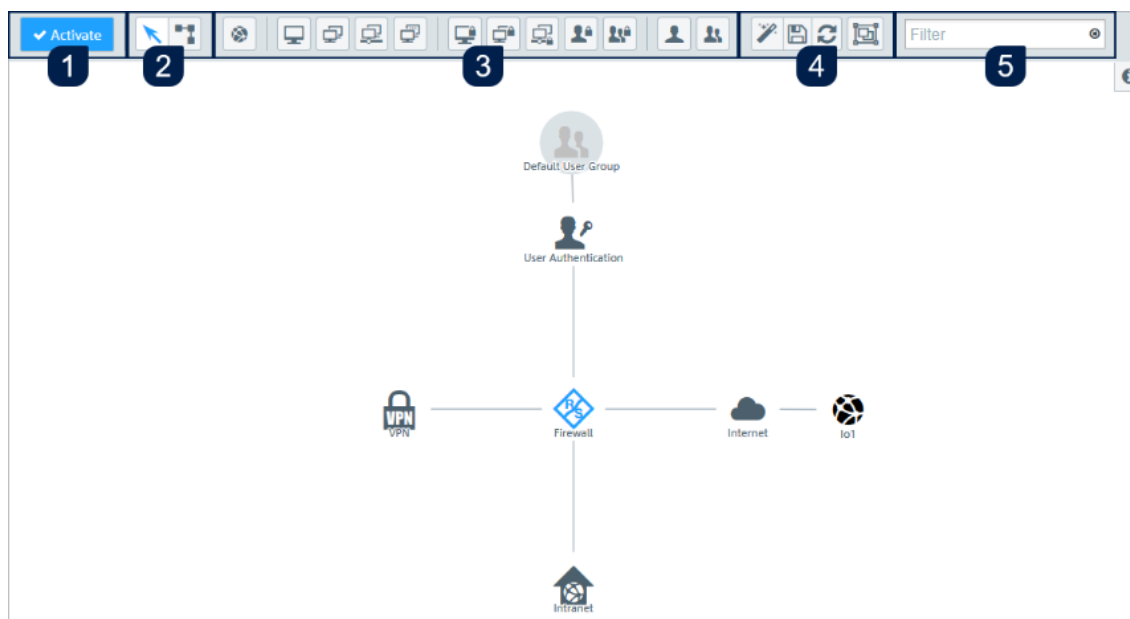 Activate
Filter
1
2
3
4
5
Default User Group
User Authentication
VPN
VPN
R
S
Firewall
Internet
lo1
Intranet